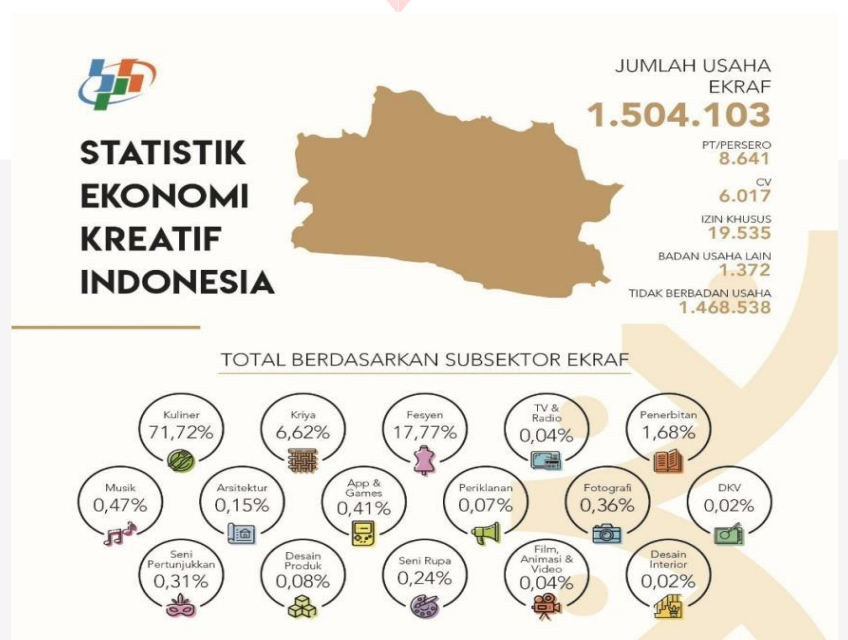 STATISTIK
EKONOMI
KREATIF
INDONESIA
JUMLAH USAHA
EKRAF
1.504.103
PT/PERSERO
8.641
CV
6.017
IZIN KHUSUS
19.535
BADAN USAHA LAIN
1.372
TIDAK BERBADAN USAHA
1.468.538
TOTAL BERDASARKAN SUBSEKTOR EKRAF
Kuliner
71,72%
Kriya
6,62%
Fesyen
17,77%
TV &
Radio
0,04%
Penerbitan
1,68%
Musik
0,47%
Arsitektur
0,15%
App &
Games
0,41%
Periklanan
0,07%
Fotografi
0,36%
DKV
0,02%
Seni
Pertunjukkan
0,31%
Desain
Produk
0,08%
Seni Rupa
0,24%
Film,
Animasi &
Video
0,04%
Desain
Interior
0,02%